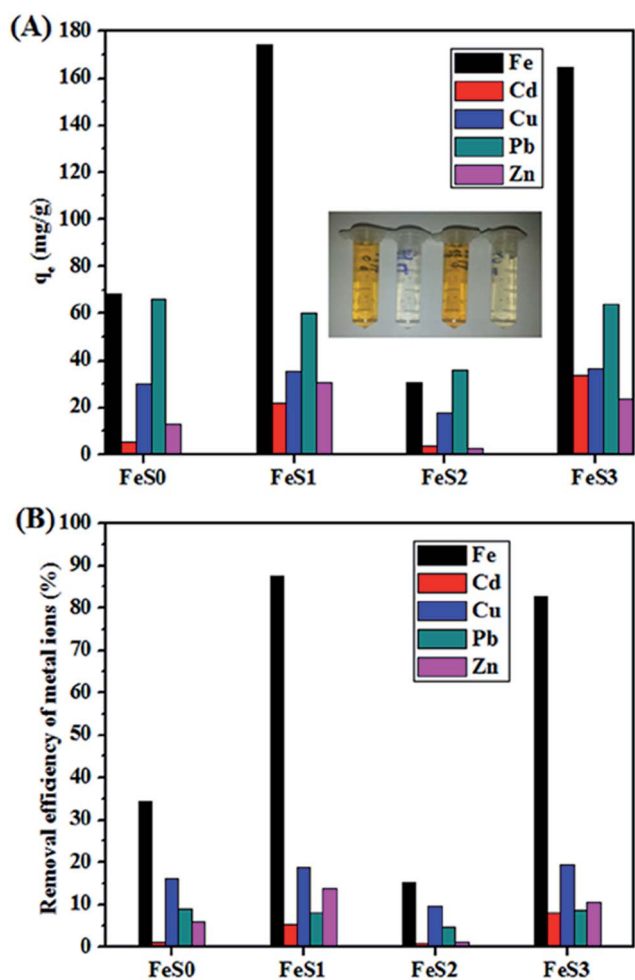 (A)
180
160
140
120
100
80
60
40
20
0
qe (mg/g)
Fe
Cd
Cu
Pb
Zn
FeS0 FeS1 FeS2 FeS3
(B)
100
90
80
70
60
50
40
30
20
10
0
Removal efficiency of metal ions (%)
Fe
Cd
Cu
Pb
Zn
FeS0 FeS1 FeS2 FeS3